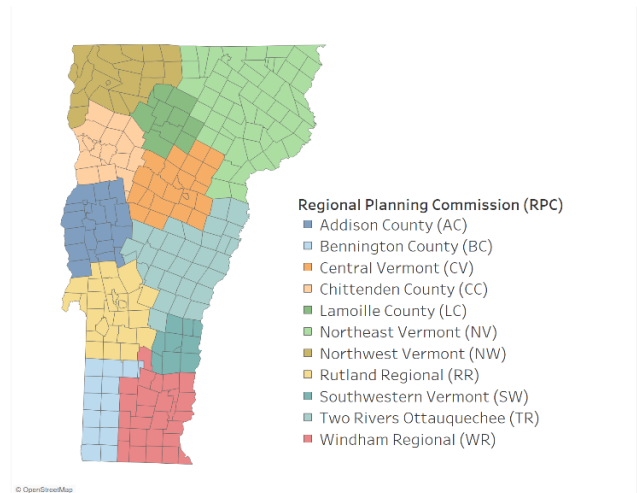 Regional Planning Commission (RPC)
Addison County (AC)
Bennington County (BC)
Central Vermont (CV)
Chittenden County (CC)
Lamoille County (LC)
Northeast Vermont (NV)
Northwest Vermont (NW)
Rutland Regional (RR)
Southwestern Vermont (SW)
Two Rivers Ottauquechee (TR)
Windham Regional (WR)
© OpenStreetMap